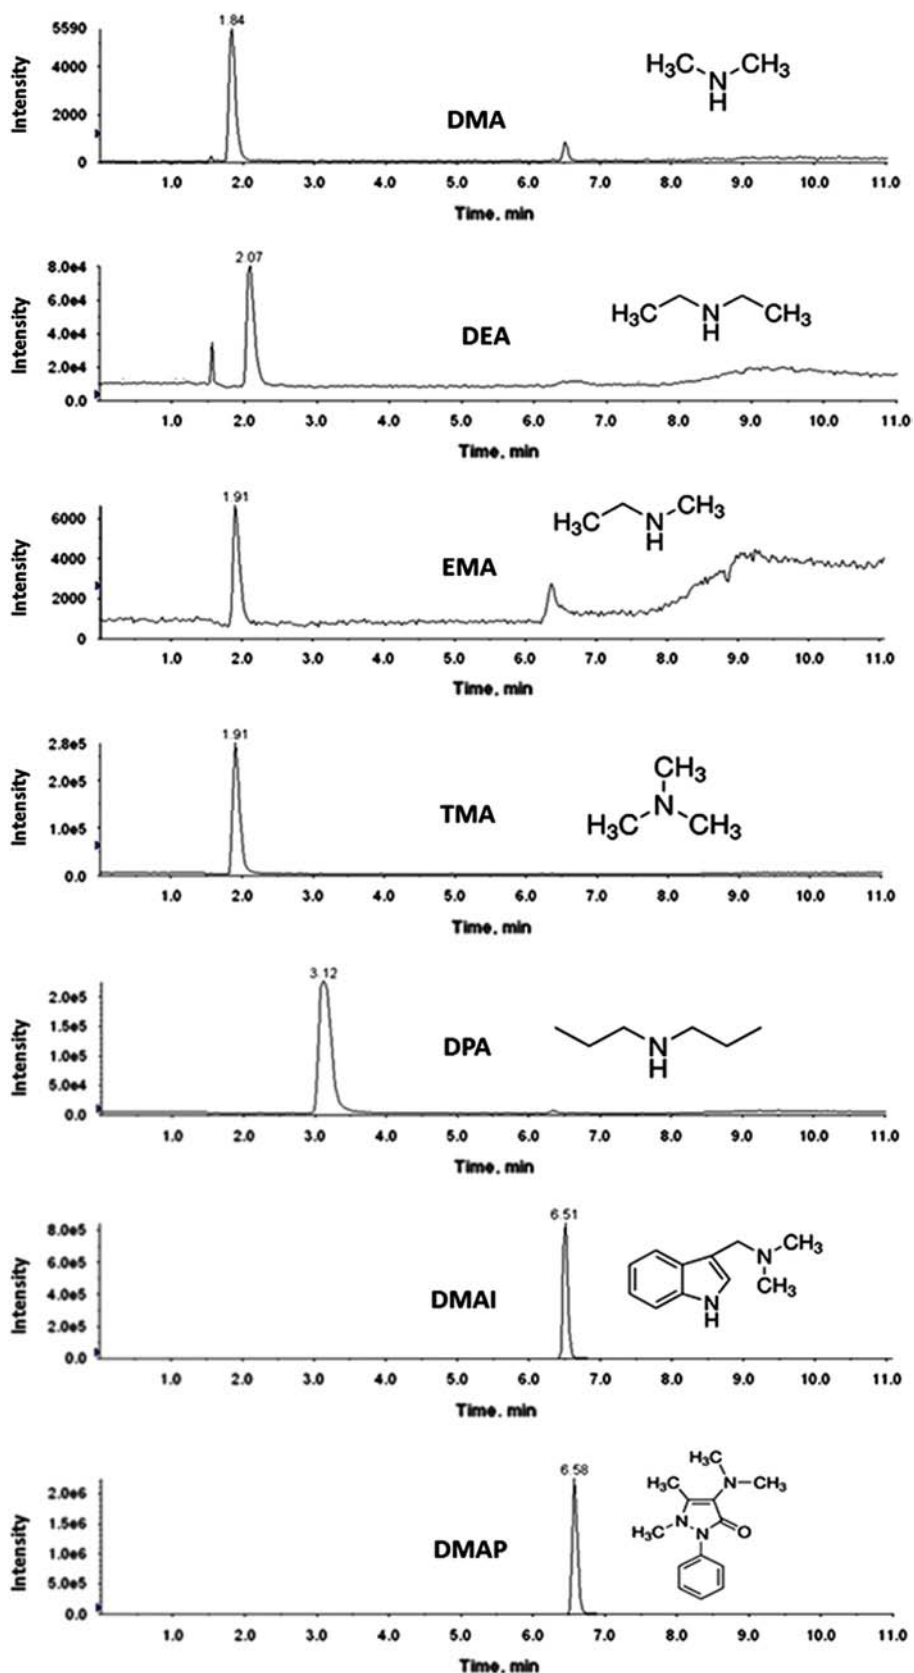 1.84
5590
4000
2000
0
Intensity
DMA
H3C
N
H
CH3
1.0 2.0 3.0 4.0 5.0 6.0 7.0 8.0 9.0 10.0 11.0
Time, min
2.07
8.0e4
6.0e4
4.0e4
2.0e4
0.0
Intensity
DEA
H3C
N
H
CH3
1.0 2.0 3.0 4.0 5.0 6.0 7.0 8.0 9.0 10.0 11.0
Time, min
1.91
6000
4000
2000
0
Intensity
EMA
H3C
N
H
CH3
1.0 2.0 3.0 4.0 5.0 6.0 7.0 8.0 9.0 10.0 11.0
Time, min
1.91
2.8e5
2.0e5
1.0e5
0.0
Intensity
TMA
CH3
N
H3C
CH3
1.0 2.0 3.0 4.0 5.0 6.0 7.0 8.0 9.0 10.0 11.0
Time, min
3.12
2.0e5
1.5e5
1.0e5
5.0e4
0.0
Intensity
DPA
N
H
1.0 2.0 3.0 4.0 5.0 6.0 7.0 8.0 9.0 10.0 11.0
Time, min
6.51
8.0e5
6.0e5
4.0e5
2.0e5
0.0
Intensity
DMAI
N
CH3
CH3
N
H
1.0 2.0 3.0 4.0 5.0 6.0 7.0 8.0 9.0 10.0 11.0
Time, min
6.58
2.0e6
1.5e6
1.0e6
5.0e5
0.0
Intensity
DMAP
H3C
H3C
N
CH3
N
H3C
N
O
1.0 2.0 3.0 4.0 5.0 6.0 7.0 8.0 9.0 10.0 11.0
Time, min